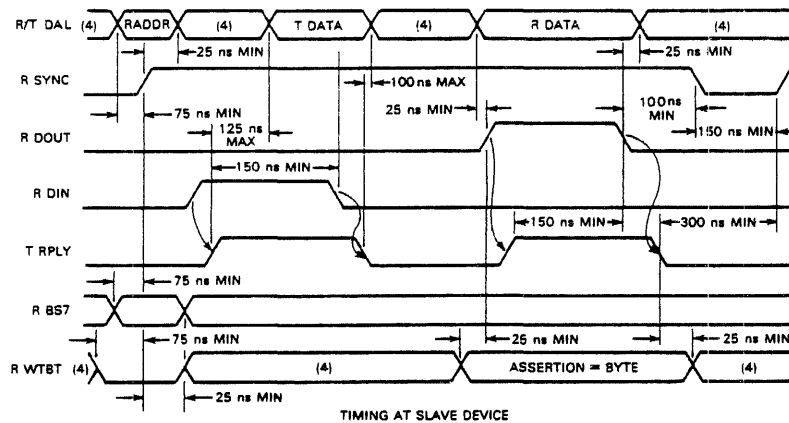 R/T DAL (4) RADDR (4) T DATA (4) R DATA (4)
25 ns MIN 25 ns MIN
R SYNC
100 ns MAX
75 ns MIN 25 ns MIN 100 ns MIN
125 ns MAX 150 ns MIN
R DOUT
150 ns MIN
R DIN
150 ns MIN 300 ns MIN
T RPLY
75 ns MIN
R BS7
75 ns MIN 25 ns MIN 25 ns MIN
R WTBT (4) (4) ASSERTION = BYTE (4)
25 ns MIN
TIMING AT SLAVE DEVICE